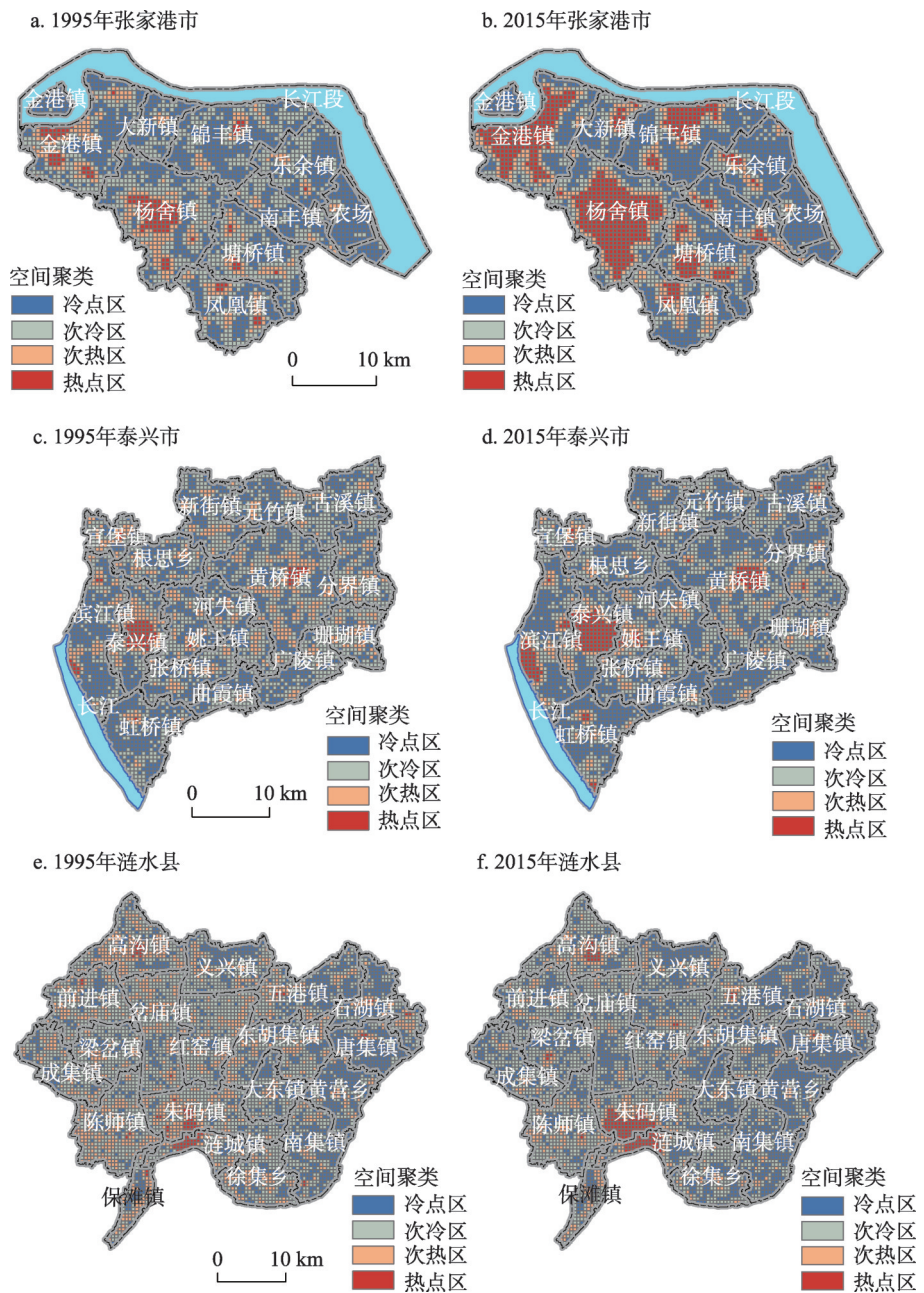 a. 1995年张家港市
b. 2015年张家港市
金港镇
长江段
金港镇
大新镇
锦丰镇
乐余镇
杨舍镇
南丰镇
农场
塘桥镇
凤凰镇
空间聚类
冷点区
次冷区
次热区
热点区
0 10 km
金港镇
长江段
金港镇
大新镇
锦丰镇
乐余镇
杨舍镇
南丰镇
农场
塘桥镇
凤凰镇
空间聚类
冷点区
次冷区
次热区
热点区
c. 1995年泰兴市
d. 2015年泰兴市
新街镇
元竹镇
古溪镇
宣堡镇
根思乡
黄桥镇
分界镇
滨江镇
河失镇
泰兴镇
姚王镇
珊瑚镇
张桥镇
广陵镇
曲霞镇
长江
虹桥镇
空间聚类
冷点区
次冷区
次热区
热点区
0 10 km
元竹镇
古溪镇
新街镇
宣堡镇
根思乡
分界镇
黄桥镇
河失镇
泰兴镇
滨江镇
姚王镇
珊瑚镇
张桥镇
广陵镇
曲霞镇
长江
虹桥镇
空间聚类
冷点区
次冷区
次热区
热点区
e. 1995年涟水县
f. 2015年涟水县
高沟镇
义兴镇
前进镇
岔庙镇
五港镇
石湖镇
梁岔镇
红窑镇
东胡集镇
唐集镇
成集镇
大东镇
黄营乡
陈师镇
朱码镇
涟城镇
南集镇
徐集乡
保滩镇
空间聚类
冷点区
次冷区
次热区
热点区
0 10 km
高沟镇
义兴镇
前进镇
岔庙镇
五港镇
石湖镇
梁岔镇
红窑镇
东胡集镇
唐集镇
成集镇
大东镇
黄营乡
陈师镇
朱码镇
涟城镇
南集镇
徐集乡
保滩镇
空间聚类
冷点区
次冷区
次热区
热点区